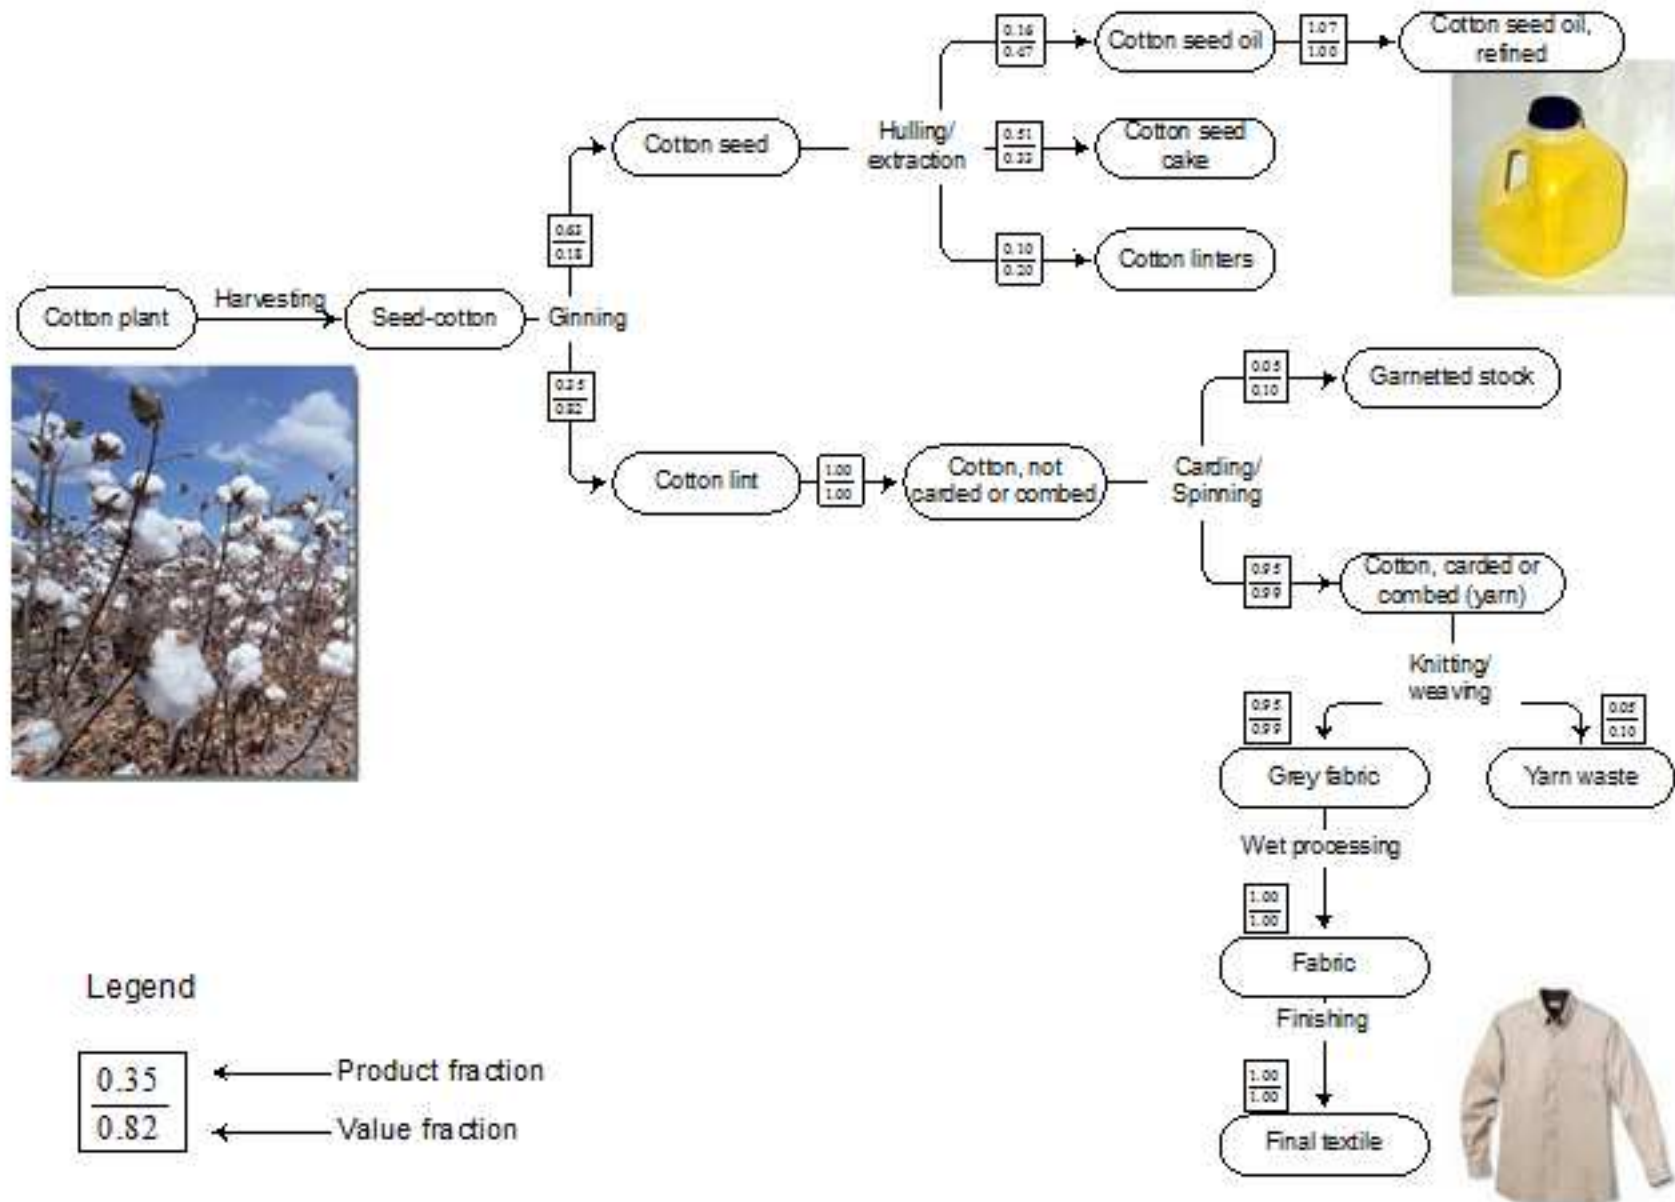 0.16
0.47
Cotton seed oil
1.07
1.00
Cotton seed oil,
refined
Cotton seed
Hulling/
extraction
0.51
0.33
Cotton seed
cake
0.63
0.18
0.10
0.20
Cotton linters
Cotton plant
Harvesting
Seed-cotton
Ginning
0.35
0.82
0.05
0.10
Garnetted stock
Cotton lint
1.00
1.00
Cotton, not
carded or combed
Carding/
Spinning
0.95
0.99
Cotton, carded or
combed (yarn)
Knitting/
weaving
0.95
0.99
0.05
0.10
Grey fabric
Yarn waste
Wet processing
1.00
1.00
Fabric
Finishing
1.00
1.00
Final textile
Legend
0.35
0.82
Product fraction
Value fraction